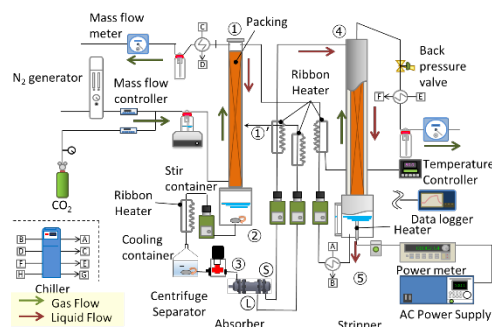 Mass flow
meter
C
D
①
Packing
④
Back
pressure
valve
N₂ generator
Mass flow
controller
Ribbon
Heater
F
E
①'
CO₂
Stir
container
Temperature
Controller
Ribbon
Heater
②
Data logger
Heater
Cooling
container
③
Ⓢ
A
B
⑤
B
A
D
C
F
E
H
G
Chiller
Centrifuge
Separator
Ⓛ
Power meter
Gas Flow
Liquid Flow
Absorber
Stripper
AC Power Supply